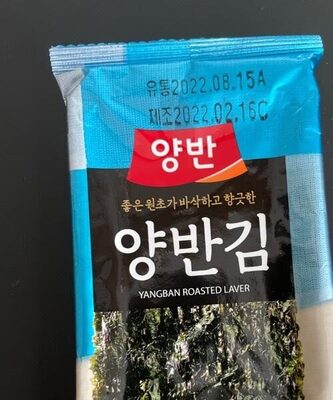 유통2022.08.15A
제조2022.02.16C
양반
좋은 원초가 바삭하고 향긋한
양반김
YANGBAN ROASTED LAVER